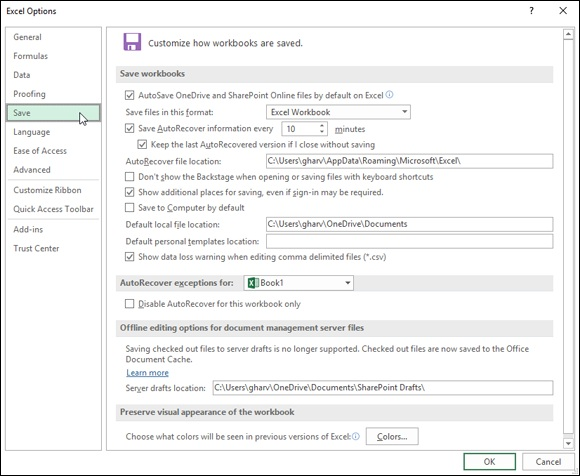 Excel Options
?
General
Formulas
Data
Proofing
Save
Language
Ease of Access
Advanced
Customize Ribbon
Quick Access Toolbar
Add-ins
Trust Center
Customize how workbooks are saved.
Save workbooks
AutoSave OneDrive and SharePoint Online files by default on Excel
Save files in this format: Excel Workbook
Save AutoRecover information every 10 minutes
Keep the last AutoRecovered version if I close without saving
AutoRecover file location: C:\Users\gharv\AppData\Roaming\Microsoft\Excel\
Don't show the Backstage when opening or saving files with keyboard shortcuts
Show additional places for saving, even if sign-in may be required.
Save to Computer by default
Default local file location: C:\Users\gharv\OneDrive\Documents
Default personal templates location:
Show data loss warning when editing comma delimited files (*.csv)
AutoRecover exceptions for: Book1
Disable AutoRecover for this workbook only
Offline editing options for document management server files
Saving checked out files to server drafts is no longer supported. Checked out files are now saved to the Office
Document Cache.
Learn more
Server drafts location: C:\Users\gharv\OneDrive\Documents\SharePoint Drafts\
Preserve visual appearance of the workbook
Choose what colors will be seen in previous versions of Excel: Colors...
OK Cancel